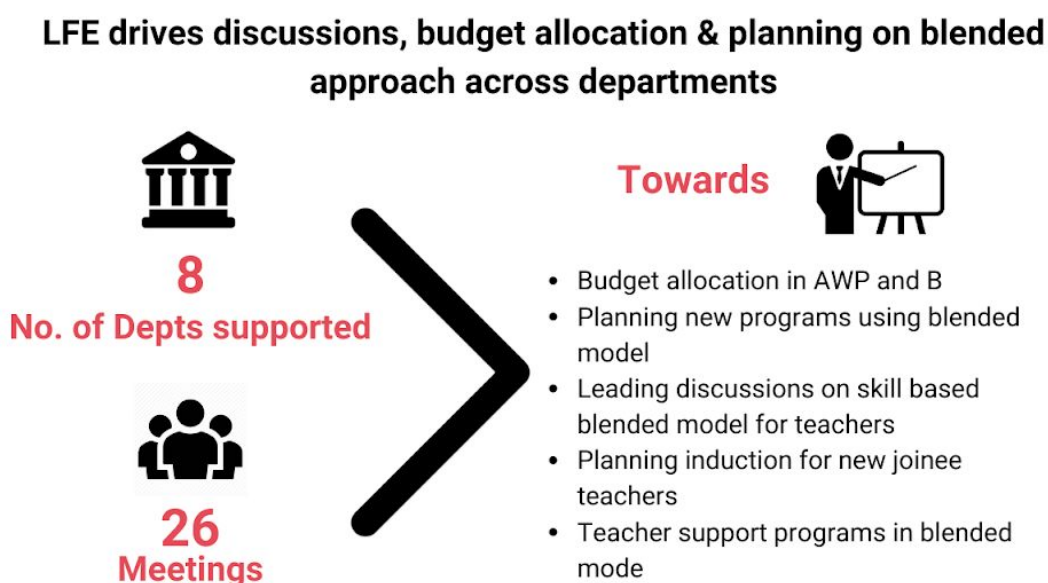 LFE drives discussions, budget allocation & planning on blended
approach across departments
8
No. of Depts supported
26
Meetings
Towards
• Budget allocation in AWP and B
• Planning new programs using blended
model
• Leading discussions on skill based
blended model for teachers
• Planning induction for new joinee
teachers
• Teacher support programs in blended
mode